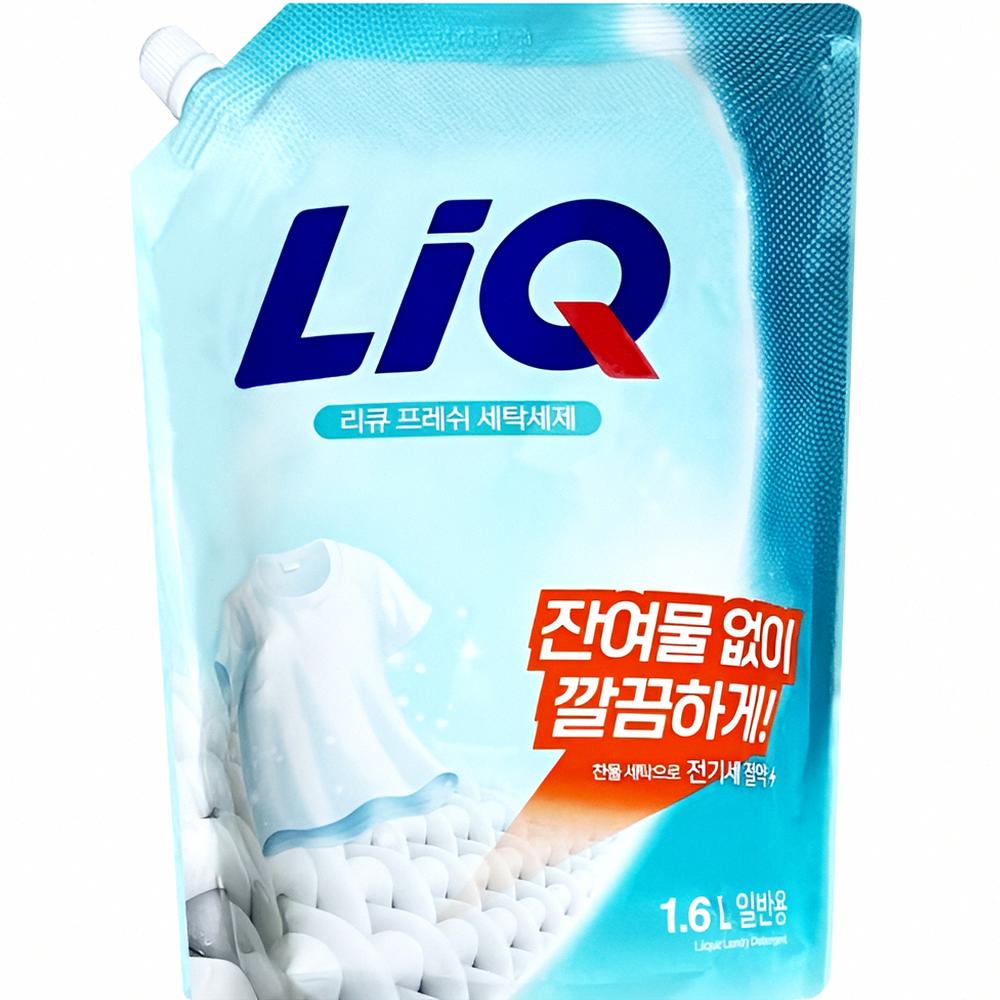 LiQ
리큐 프레쉬 세탁세제
잔여물 없이
깔끔하게!
찬물 세탁으로 전기세 절약
1.6L 일반용
Liquid Laundry Detergent